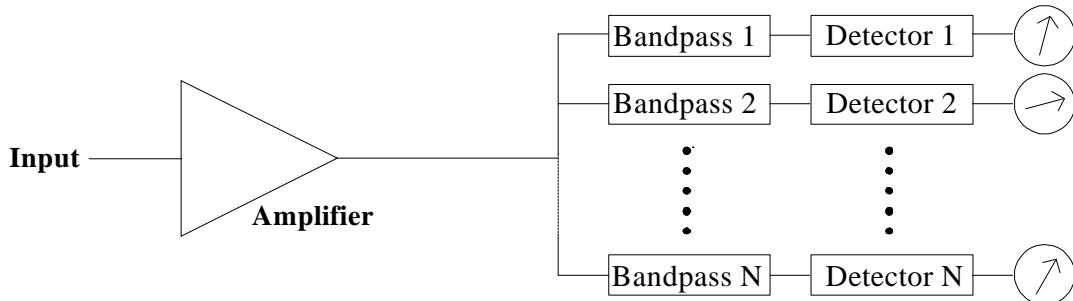 Bandpass 1 Detector 1
Bandpass 2 Detector 2
Input
Amplifier
Bandpass N Detector N